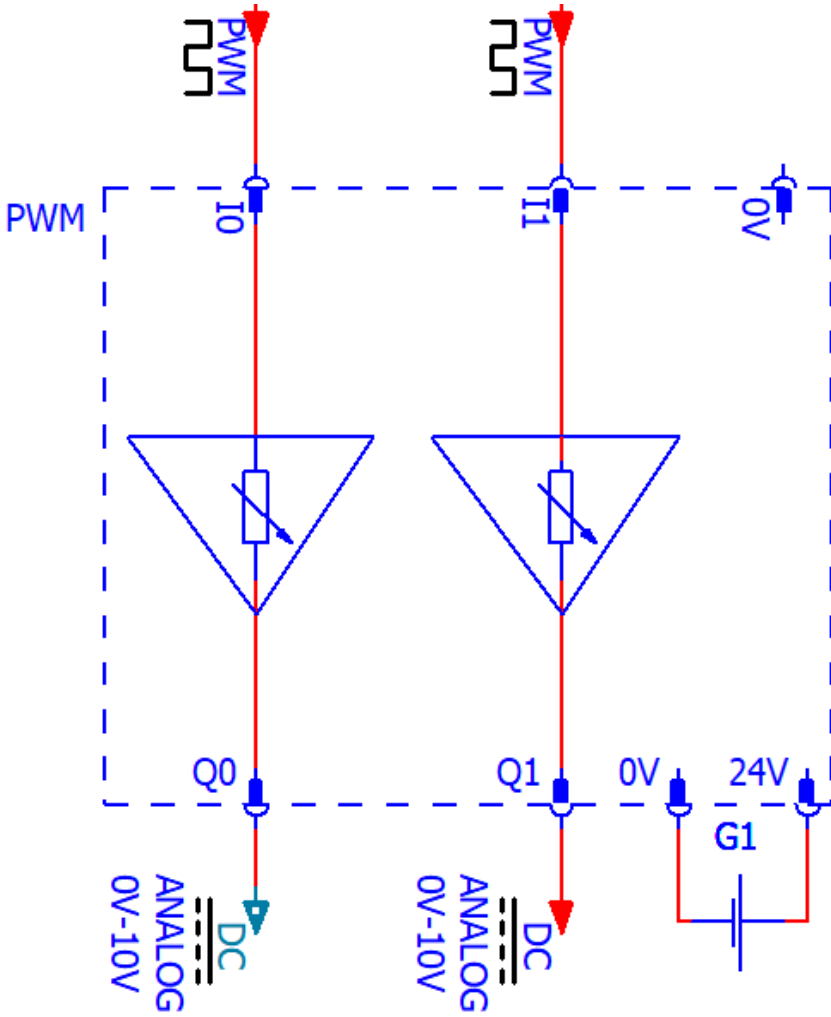 PWM
PWM
PWM
I0
I1
0V
Q0
Q1
0V
24V
G1
DC
ANALOG
0V-10V
DC
ANALOG
0V-10V